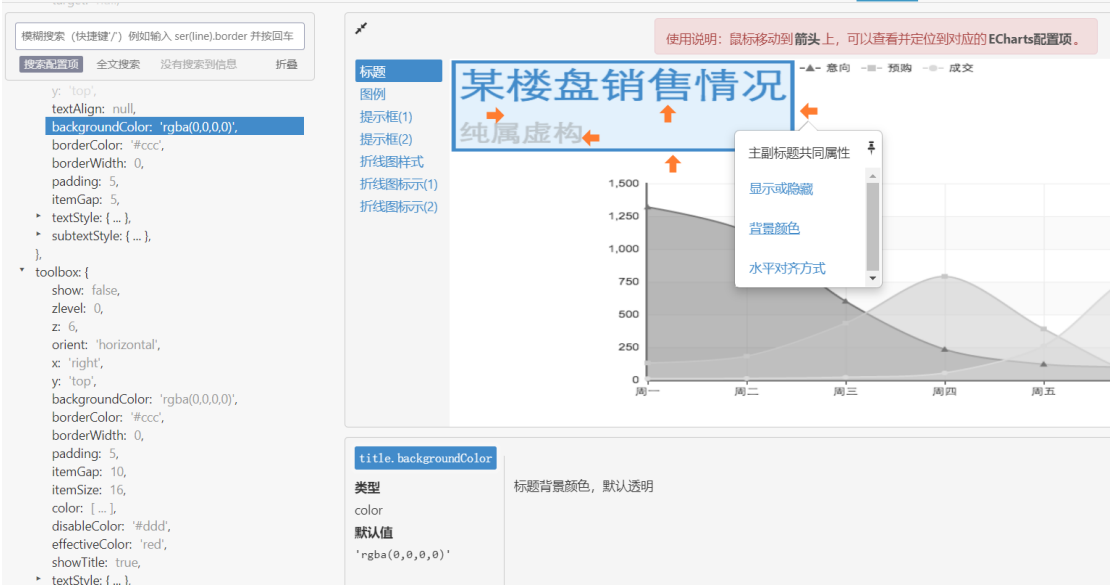 模糊搜索（快捷键'/'）例如输入 ser(line).border 并按回车
搜索配置项 全文搜索 没有搜索到信息 折叠
y: 'top',
textAlign: null,
backgroundColor: 'rgba(0,0,0,0)',
borderColor: '#ccc',
borderWidth: 0,
padding: 5,
itemGap: 5,
textStyle: { ... },
subtextStyle: { ... },
},
toolbox: {
show: false,
zlevel: 0,
z: 6,
orient: 'horizontal',
x: 'right',
y: 'top',
backgroundColor: 'rgba(0,0,0,0)',
borderColor: '#ccc',
borderWidth: 0,
padding: 5,
itemGap: 10,
itemSize: 16,
color: [ ... ],
disableColor: '#ddd',
effectiveColor: 'red',
showTitle: true,
textStyle: { ... },
使用说明：鼠标移动到箭头上，可以查看并定位到对应的ECharts配置项。
标题
图例
提示框(1)
提示框(2)
折线图样式
折线图标示(1)
折线图标示(2)
某楼盘销售情况
纯属虚构
意向 预购 成交
主副标题共同属性
显示或隐藏
背景颜色
水平对齐方式
1,500
1,250
1,000
750
500
250
0
周一 周二 周三 周四 周五
title.backgroundColor
类型
color
默认值
'rgba(0,0,0,0)'
标题背景颜色，默认透明